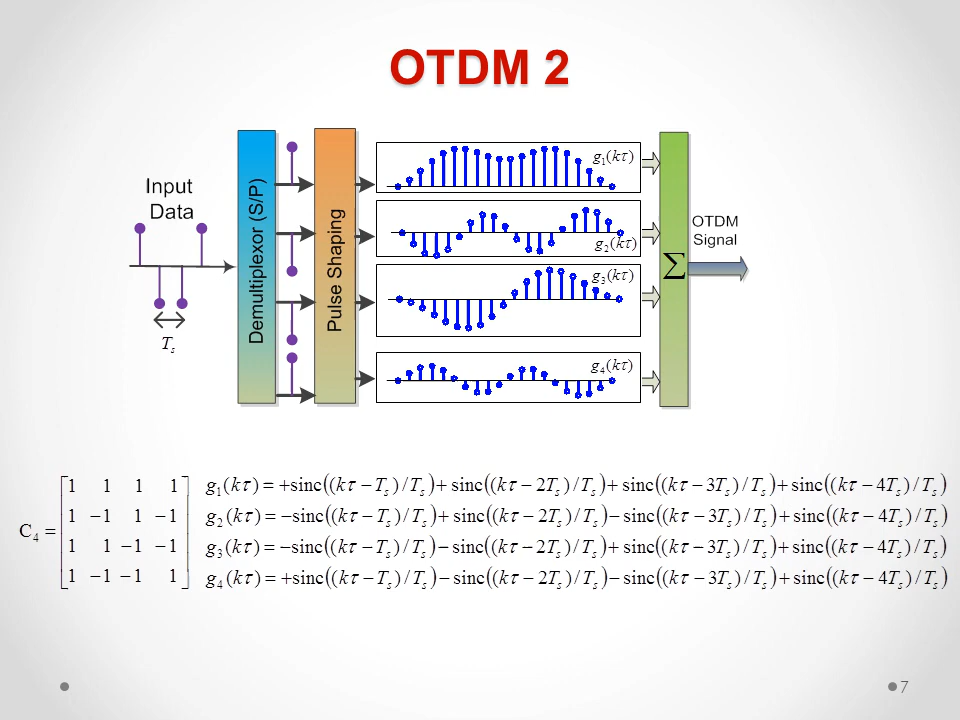 OTDM 2
Input
Data
Tₛ
Demultiplexor (S/P)
Pulse Shaping
g₁(kτ)
g₂(kτ)
g₃(kτ)
g₄(kτ)
Σ
OTDM
Signal
C₄ =
1 1 1 1
1 −1 1 −1
1 1 −1 −1
1 −1 −1 1
g₁(kτ) = +sinc((kτ − Tₛ)/Tₛ) + sinc((kτ − 2Tₛ)/Tₛ) + sinc((kτ − 3Tₛ)/Tₛ) + sinc((kτ − 4Tₛ)/Tₛ)
g₂(kτ) = −sinc((kτ − Tₛ)/Tₛ) + sinc((kτ − 2Tₛ)/Tₛ) − sinc((kτ − 3Tₛ)/Tₛ) + sinc((kτ − 4Tₛ)/Tₛ)
g₃(kτ) = −sinc((kτ − Tₛ)/Tₛ) − sinc((kτ − 2Tₛ)/Tₛ) + sinc((kτ − 3Tₛ)/Tₛ) + sinc((kτ − 4Tₛ)/Tₛ)
g₄(kτ) = +sinc((kτ − Tₛ)/Tₛ) − sinc((kτ − 2Tₛ)/Tₛ) − sinc((kτ − 3Tₛ)/Tₛ) + sinc((kτ − 4Tₛ)/Tₛ)
7